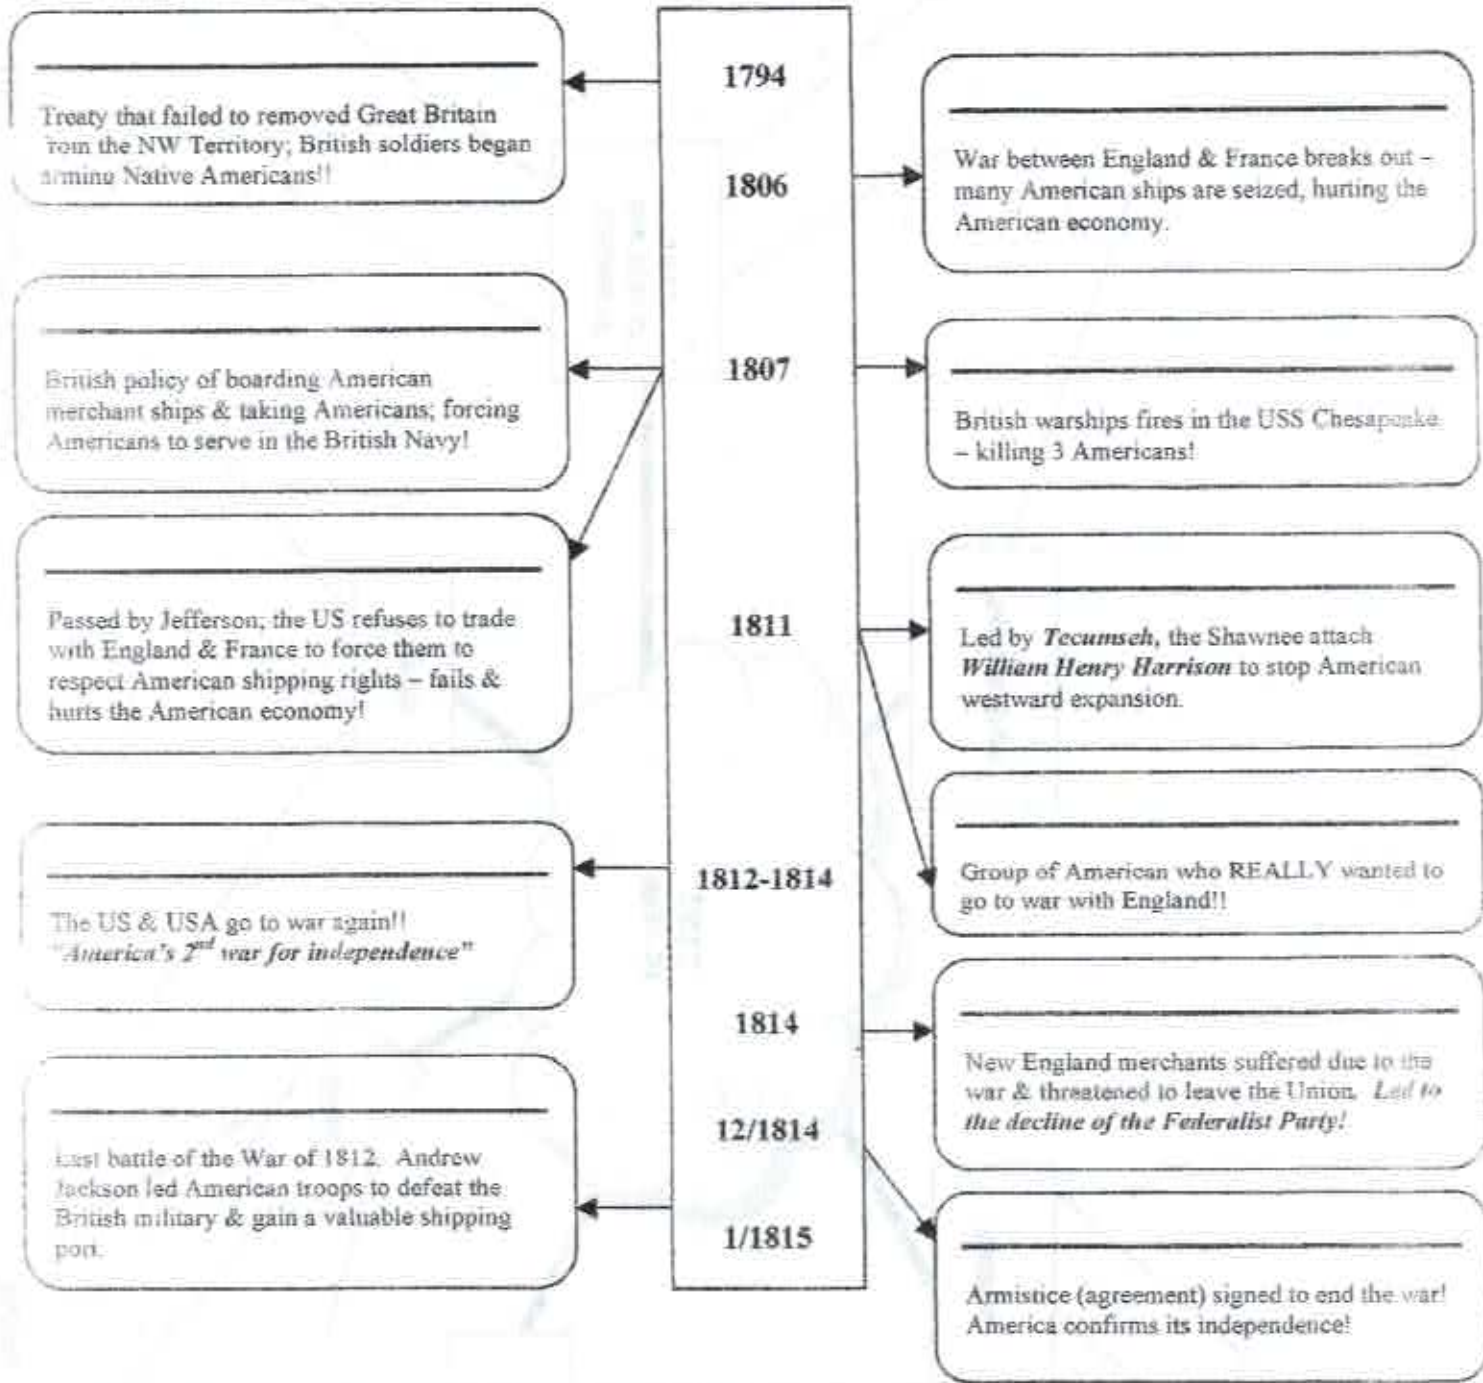 1794
Treaty that failed to removed Great Britain
from the NW Territory; British soldiers began
arming Native Americans!!
1806
War between England & France breaks out –
many American ships are seized, hurting the
American economy.
1807
British policy of boarding American
merchant ships & taking Americans; forcing
Americans to serve in the British Navy!
British warships fires in the USS Chesapeake
– killing 3 Americans!
Passed by Jefferson; the US refuses to trade
with England & France to force them to
respect American shipping rights – fails &
hurts the American economy!
1811
Led by Tecumseh, the Shawnee attach
William Henry Harrison to stop American
westward expansion.
Group of American who REALLY wanted to
go to war with England!!
1812-1814
The US & USA go to war again!!
"America's 2nd war for independence"
1814
New England merchants suffered due to the
war & threatened to leave the Union. Led to
the decline of the Federalist Party!
12/1814
Armistice (agreement) signed to end the war!
America confirms its independence!
1/1815
Last battle of the War of 1812. Andrew
Jackson led American troops to defeat the
British military & gain a valuable shipping
port.